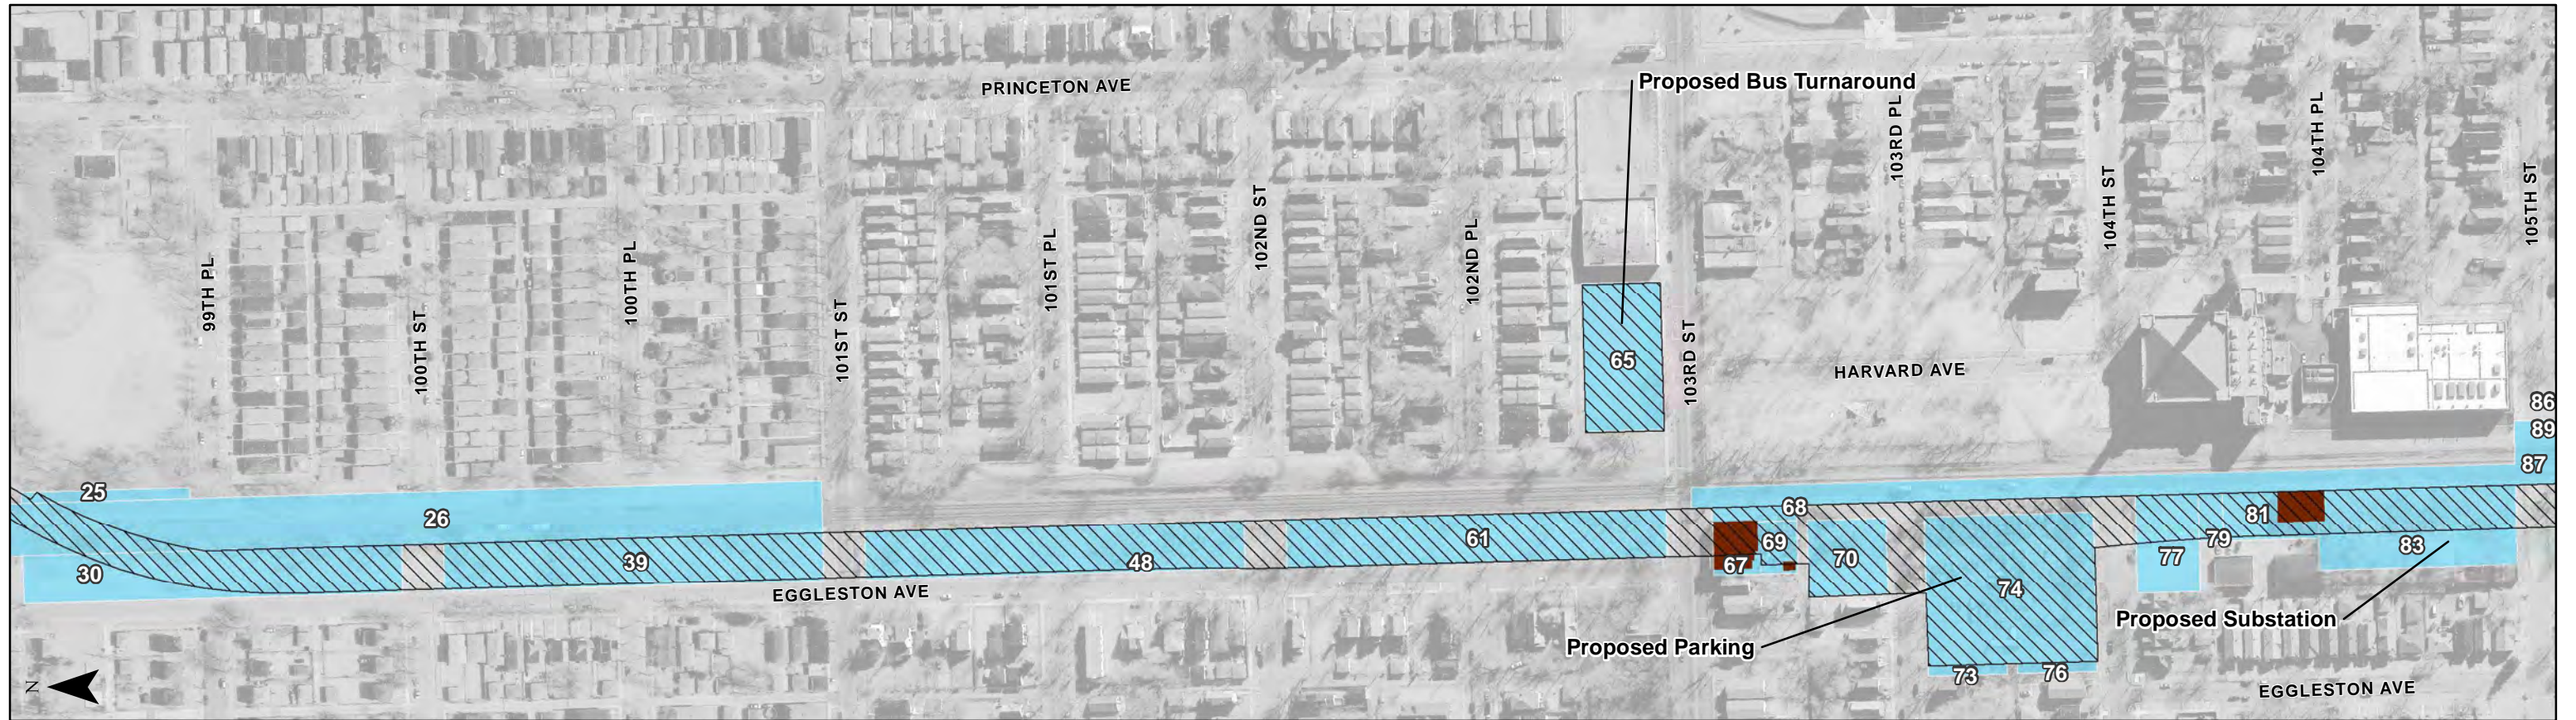 PRINCETON AVE
Proposed Bus Turnaround
99TH PL
100TH ST
100TH PL
101ST ST
101ST PL
102ND ST
102ND PL
103RD ST
103RD PL
104TH ST
104TH PL
105TH ST
65
HARVARD AVE
86
89
87
25
26
30
39
48
61
68
67
69
70
74
73
76
77
79
81
83
EGGLESTON AVE
Proposed Parking
Proposed Substation
EGGLESTON AVE
N